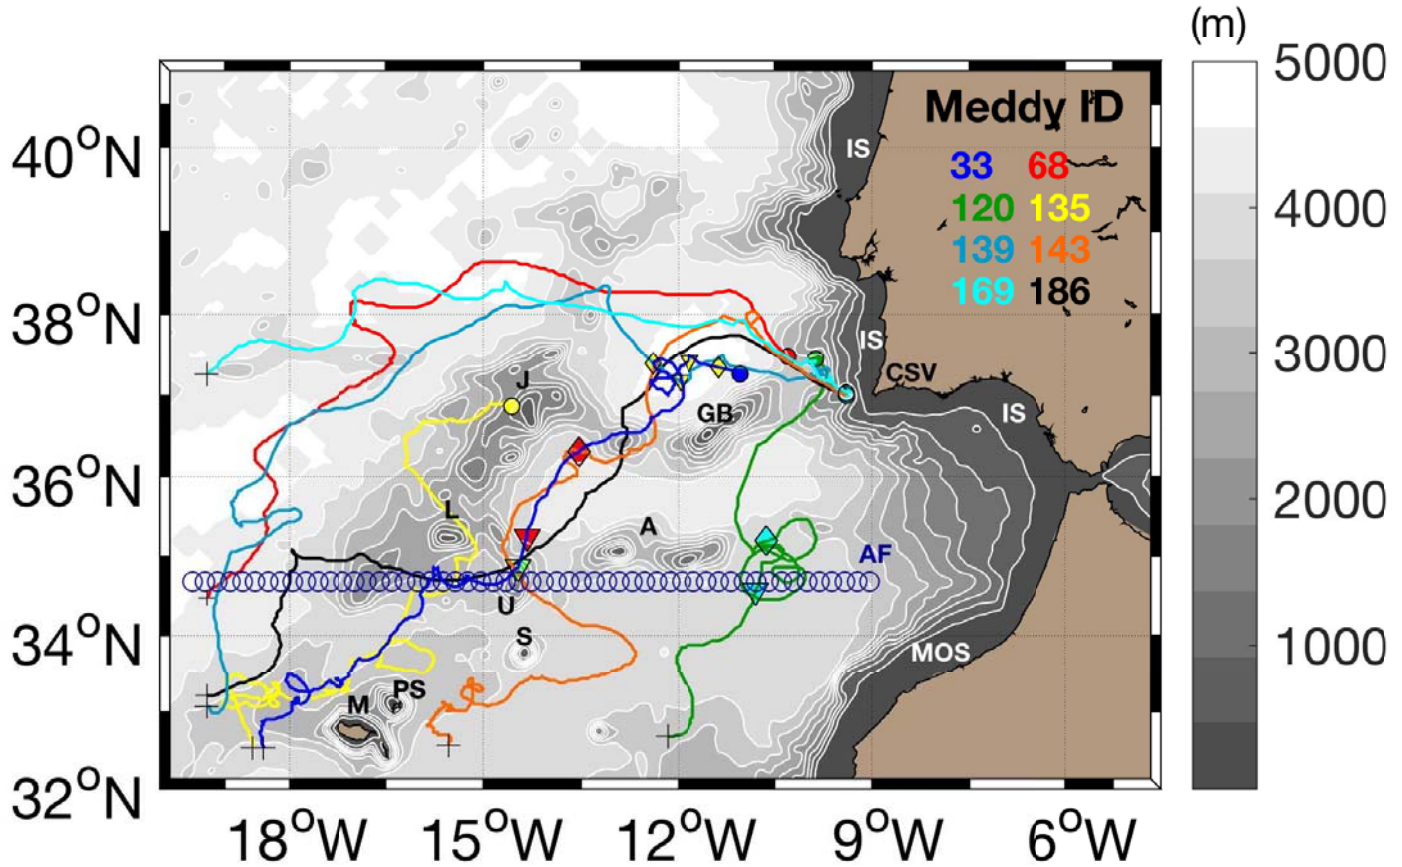 (m)
5000
4000
3000
2000
1000
40°N
38°N
36°N
34°N
32°N
18°W 15°W 12°W 9°W 6°W
Meddy ID
33 68
120 135
139 143
169 186
IS
IS
CSV
IS
J
GB
L
A
AF
U
S
MOS
PS
M